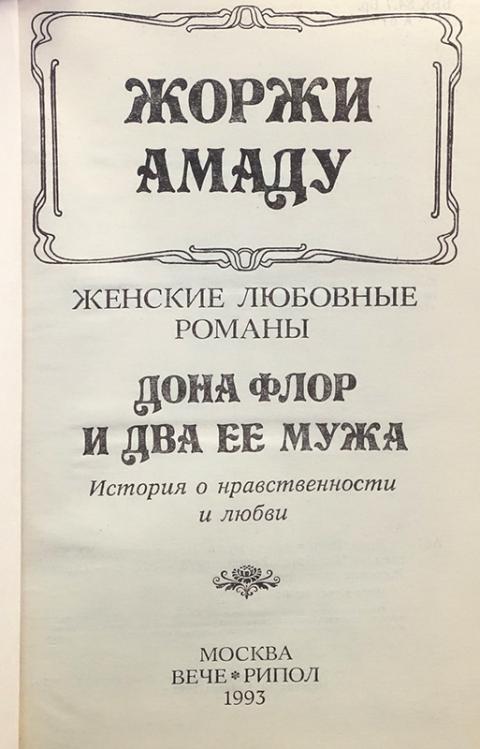 ЖОРЖИ
АМАДУ
ЖЕНСКИЕ ЛЮБОВНЫЕ
РОМАНЫ
ДОНА ФЛОР
И ДВА ЕЕ МУЖА
История о нравственности
и любви
МОСКВА
ВЕЧЕ*РИПОЛ
1993